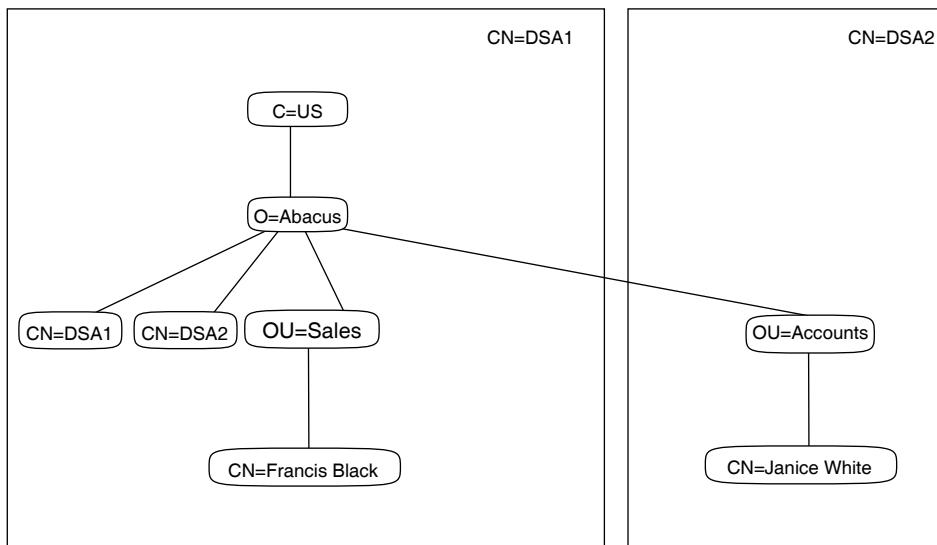 CN=DSA1
CN=DSA2
C=US
O=Abacus
CN=DSA1
CN=DSA2
OU=Sales
OU=Accounts
CN=Francis Black
CN=Janice White